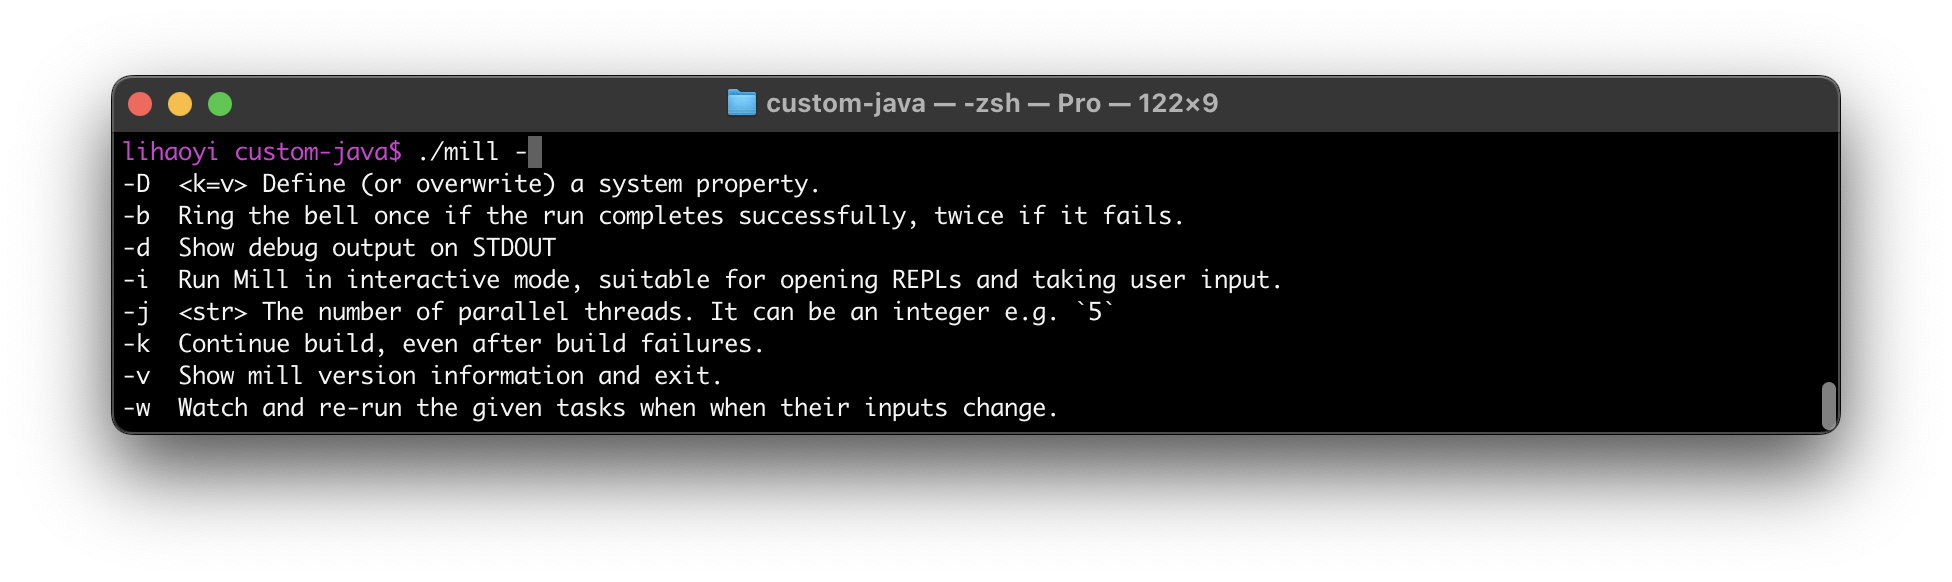 custom-java — -zsh — Pro — 122×9
lihaoyi custom-java$ ./mill -
-D  <k=v> Define (or overwrite) a system property.
-b  Ring the bell once if the run completes successfully, twice if it fails.
-d  Show debug output on STDOUT
-i  Run Mill in interactive mode, suitable for opening REPLs and taking user input.
-j  <str> The number of parallel threads. It can be an integer e.g. `5`
-k  Continue build, even after build failures.
-v  Show mill version information and exit.
-w  Watch and re-run the given tasks when when their inputs change.